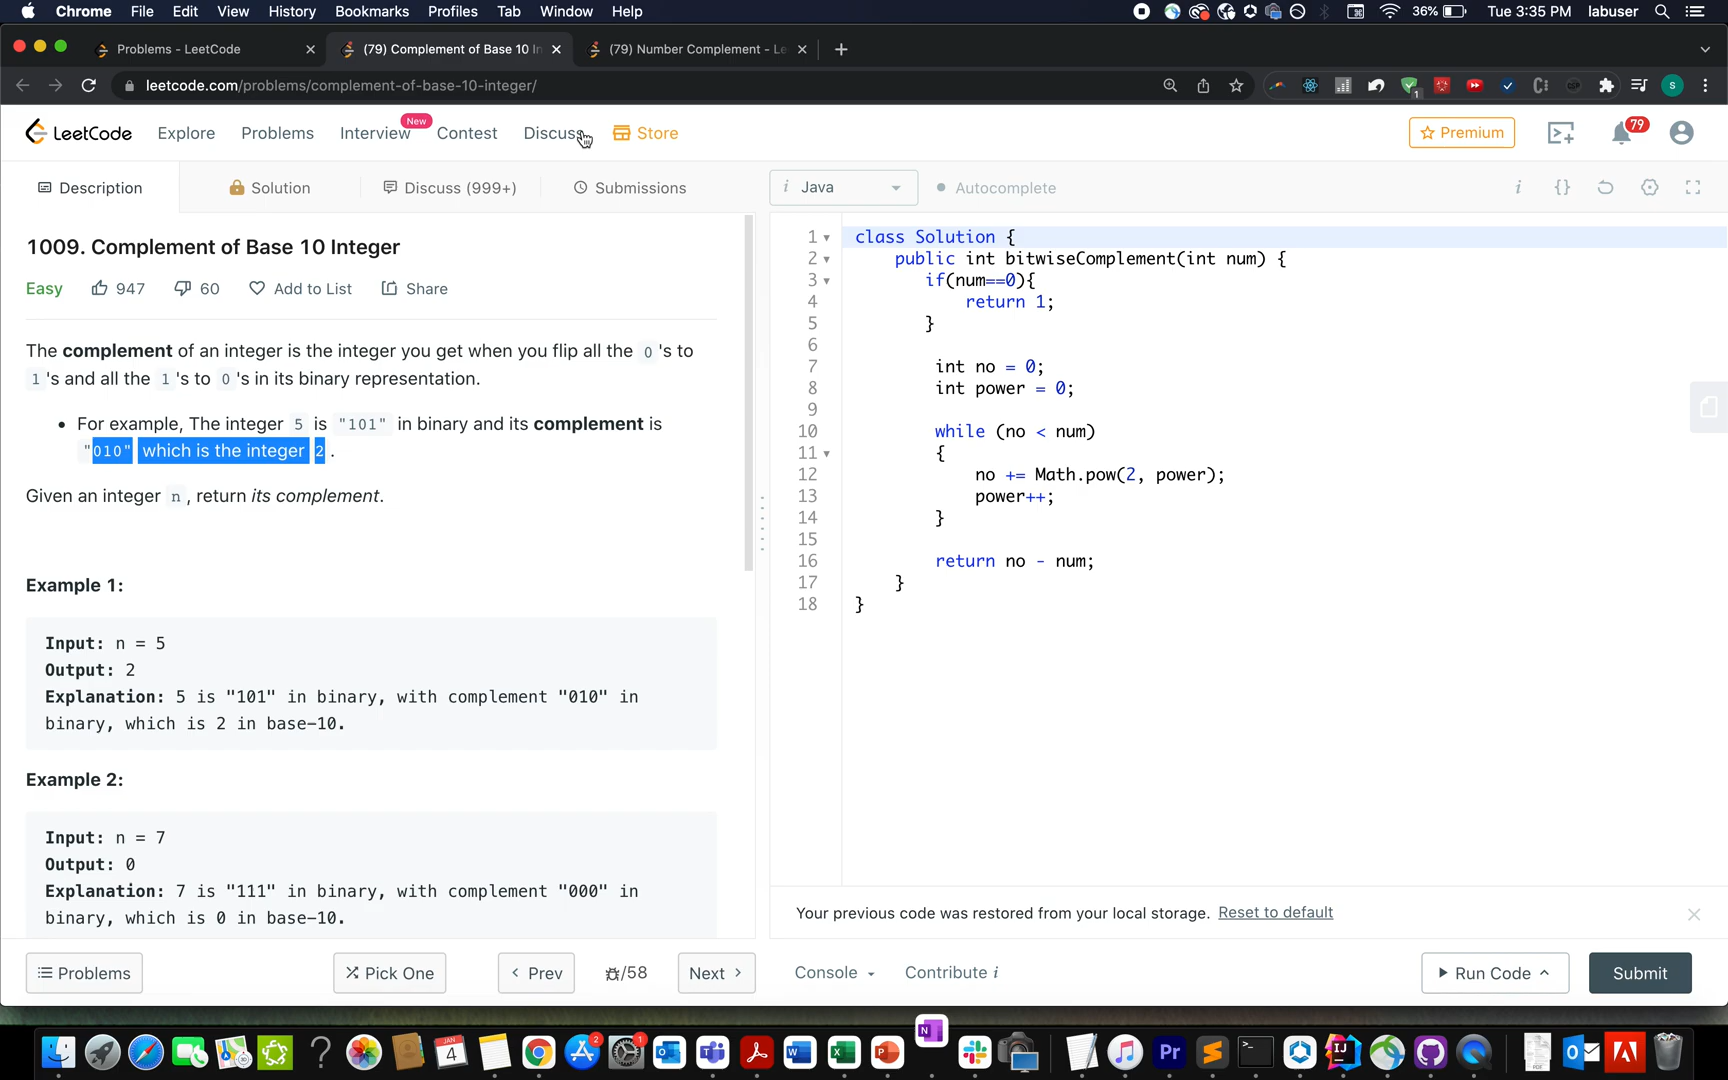 Chrome File Edit View History Bookmarks Profiles Tab Window Help 36% Tue 3:35 PM labuser
Problems - LeetCode (79) Complement of Base 10 In (79) Number Complement - Le
leetcode.com/problems/complement-of-base-10-integer/
LeetCode Explore Problems Interview New Contest Discuss Store Premium 79
Description Solution Discuss (999+) Submissions i Java Autocomplete
1009. Complement of Base 10 Integer
Easy 947 60 Add to List Share
The complement of an integer is the integer you get when you flip all the 0 's to
1 's and all the 1 's to 0 's in its binary representation.
• For example, The integer 5 is "101" in binary and its complement is
"010" which is the integer 2 .
Given an integer n , return its complement.
Example 1:
Input: n = 5
Output: 2
Explanation: 5 is "101" in binary, with complement "010" in
binary, which is 2 in base-10.
Example 2:
Input: n = 7
Output: 0
Explanation: 7 is "111" in binary, with complement "000" in
binary, which is 0 in base-10.
1 class Solution {
2 public int bitwiseComplement(int num) {
3 if(num==0){
4 return 1;
5 }
6
7 int no = 0;
8 int power = 0;
9
10 while (no < num)
11 {
12 no += Math.pow(2, power);
13 power++;
14 }
15
16 return no - num;
17 }
18 }
Your previous code was restored from your local storage. Reset to default
Problems Pick One < Prev /58 Next > Console Contribute i Run Code Submit
JAN 4 2 1 Pr IJ N